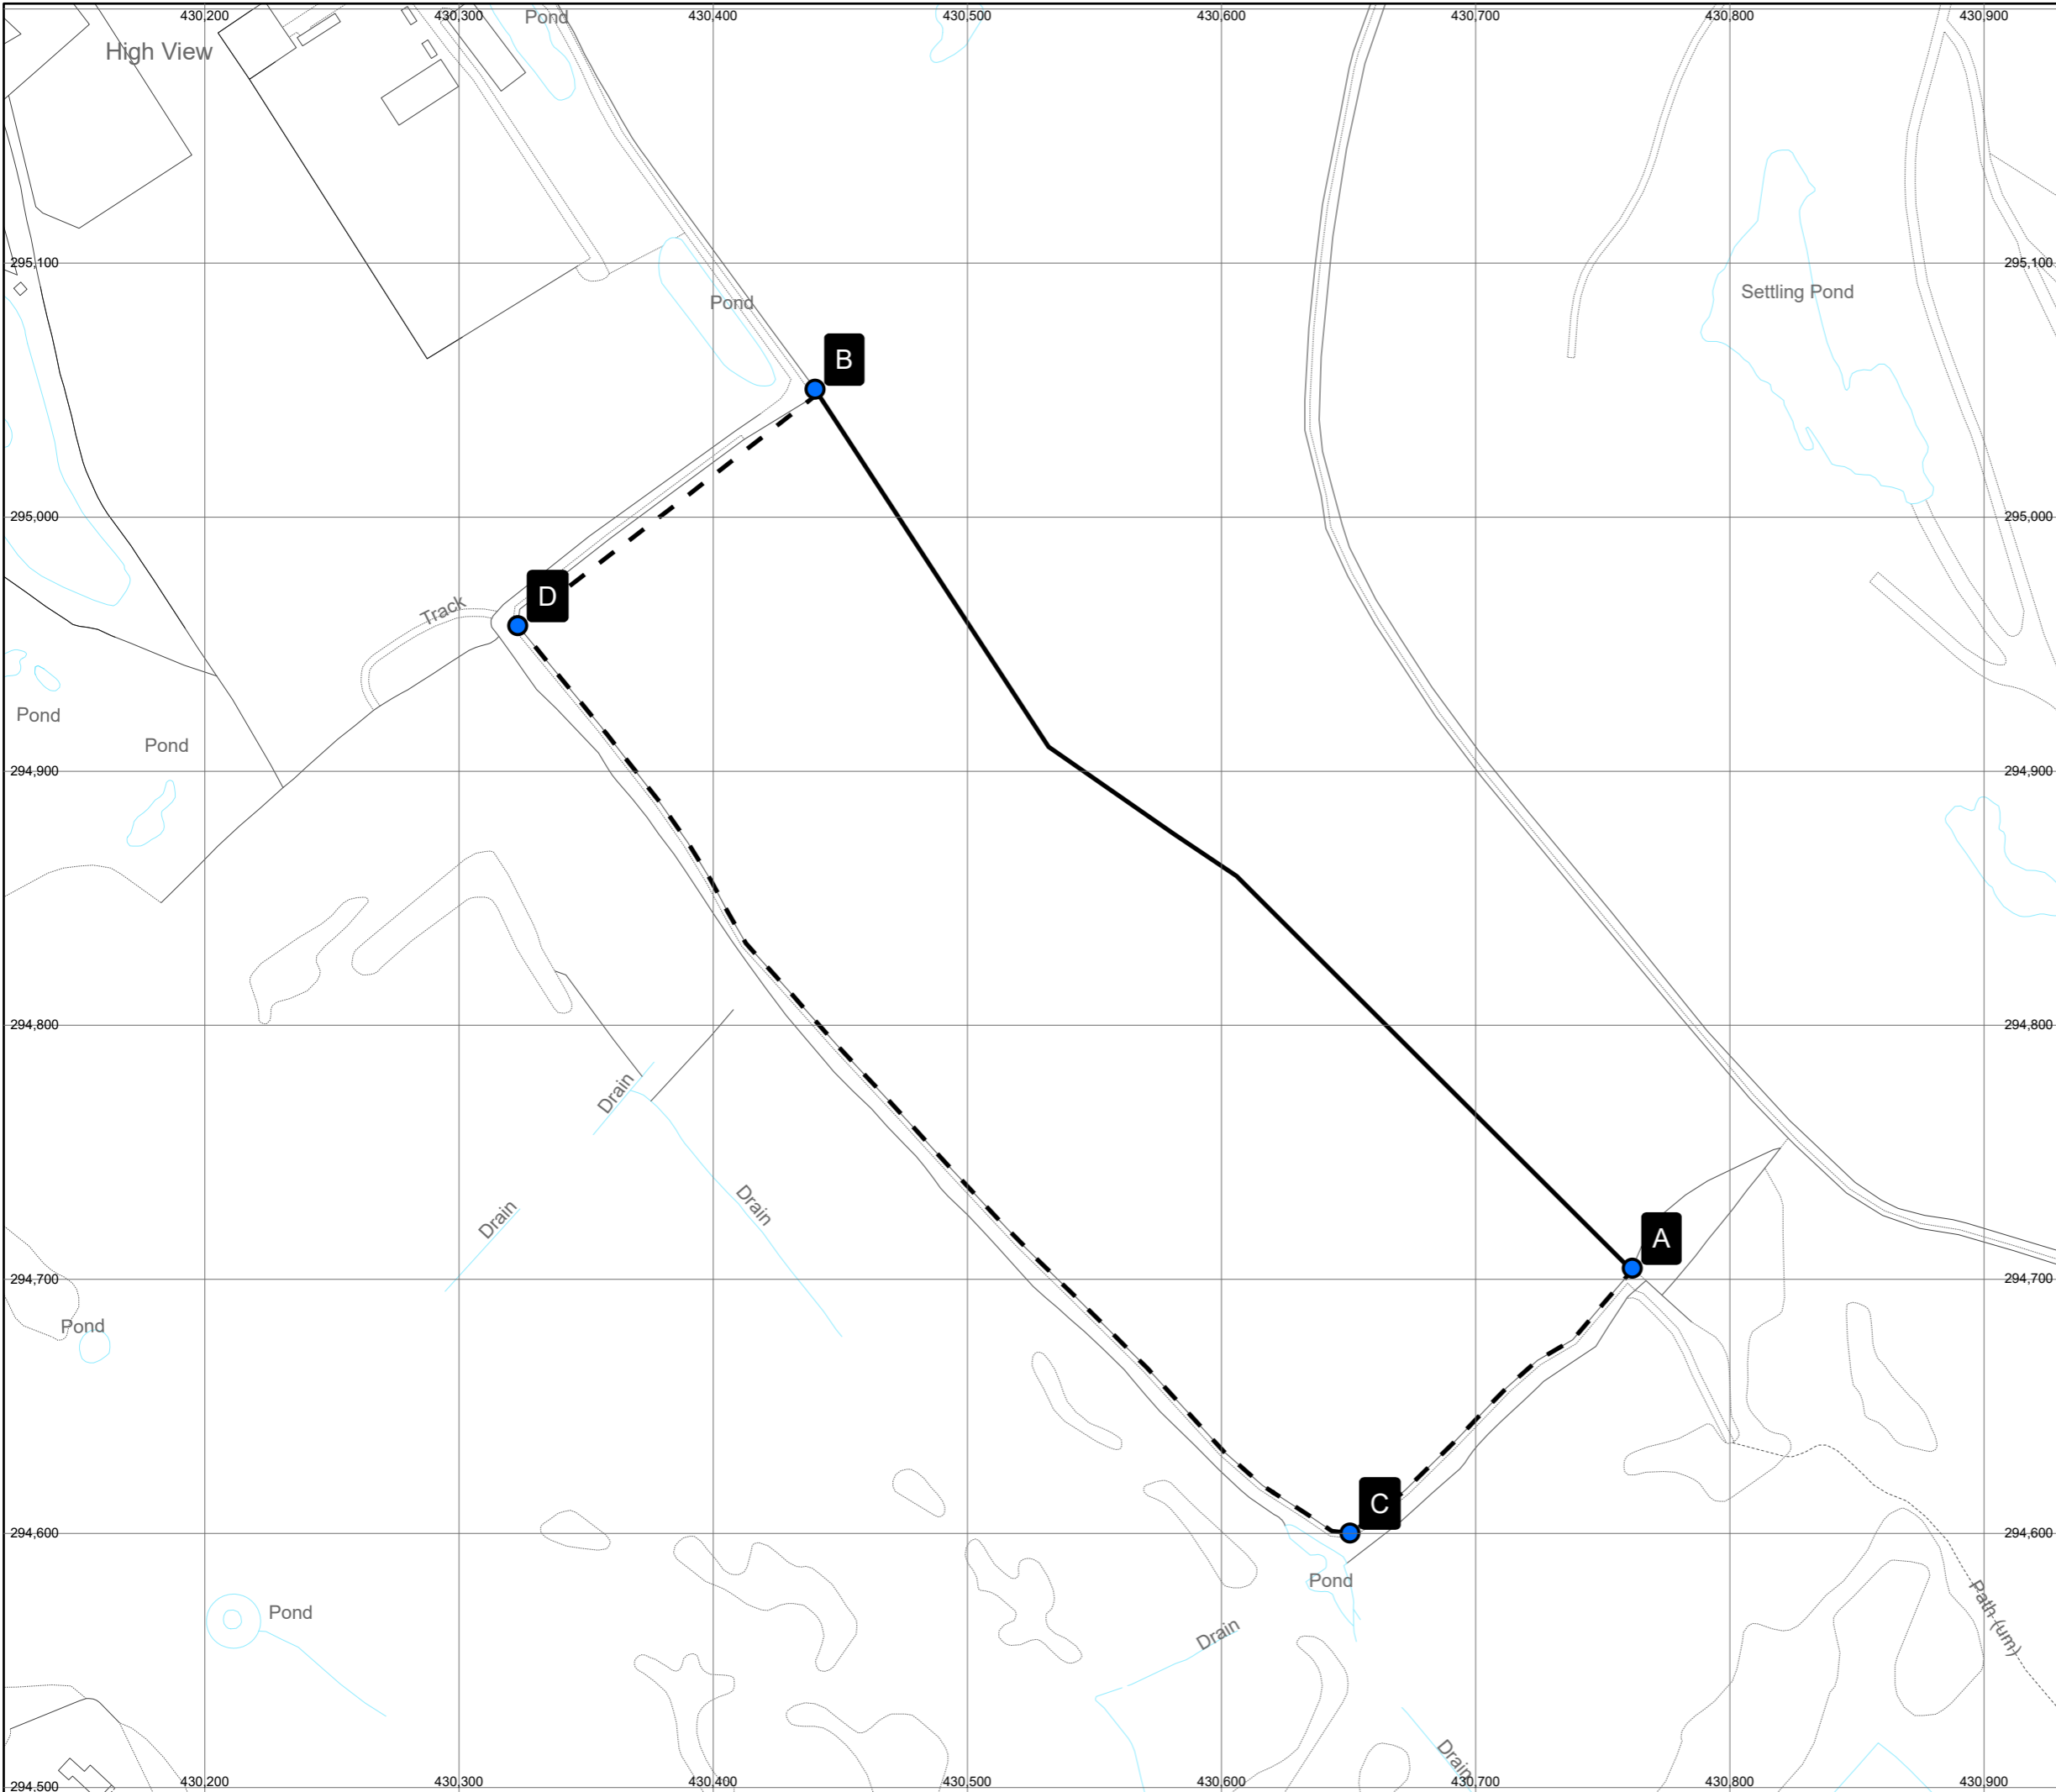 430,200 430,300 430,400 430,500 430,600 430,700 430,800 430,900
Pond
High View
295,100 295,100
Settling Pond
Pond
B
295,000 295,000
D
Track
Pond
Pond
294,900 294,900
294,800 294,800
Drain
Drain
Drain
A
294,700 294,700
Pond
C
294,600 294,600
Pond
Path (um)
Pond
Drain
Drain
294,500
430,200 430,300 430,400 430,500 430,600 430,700 430,800 430,900